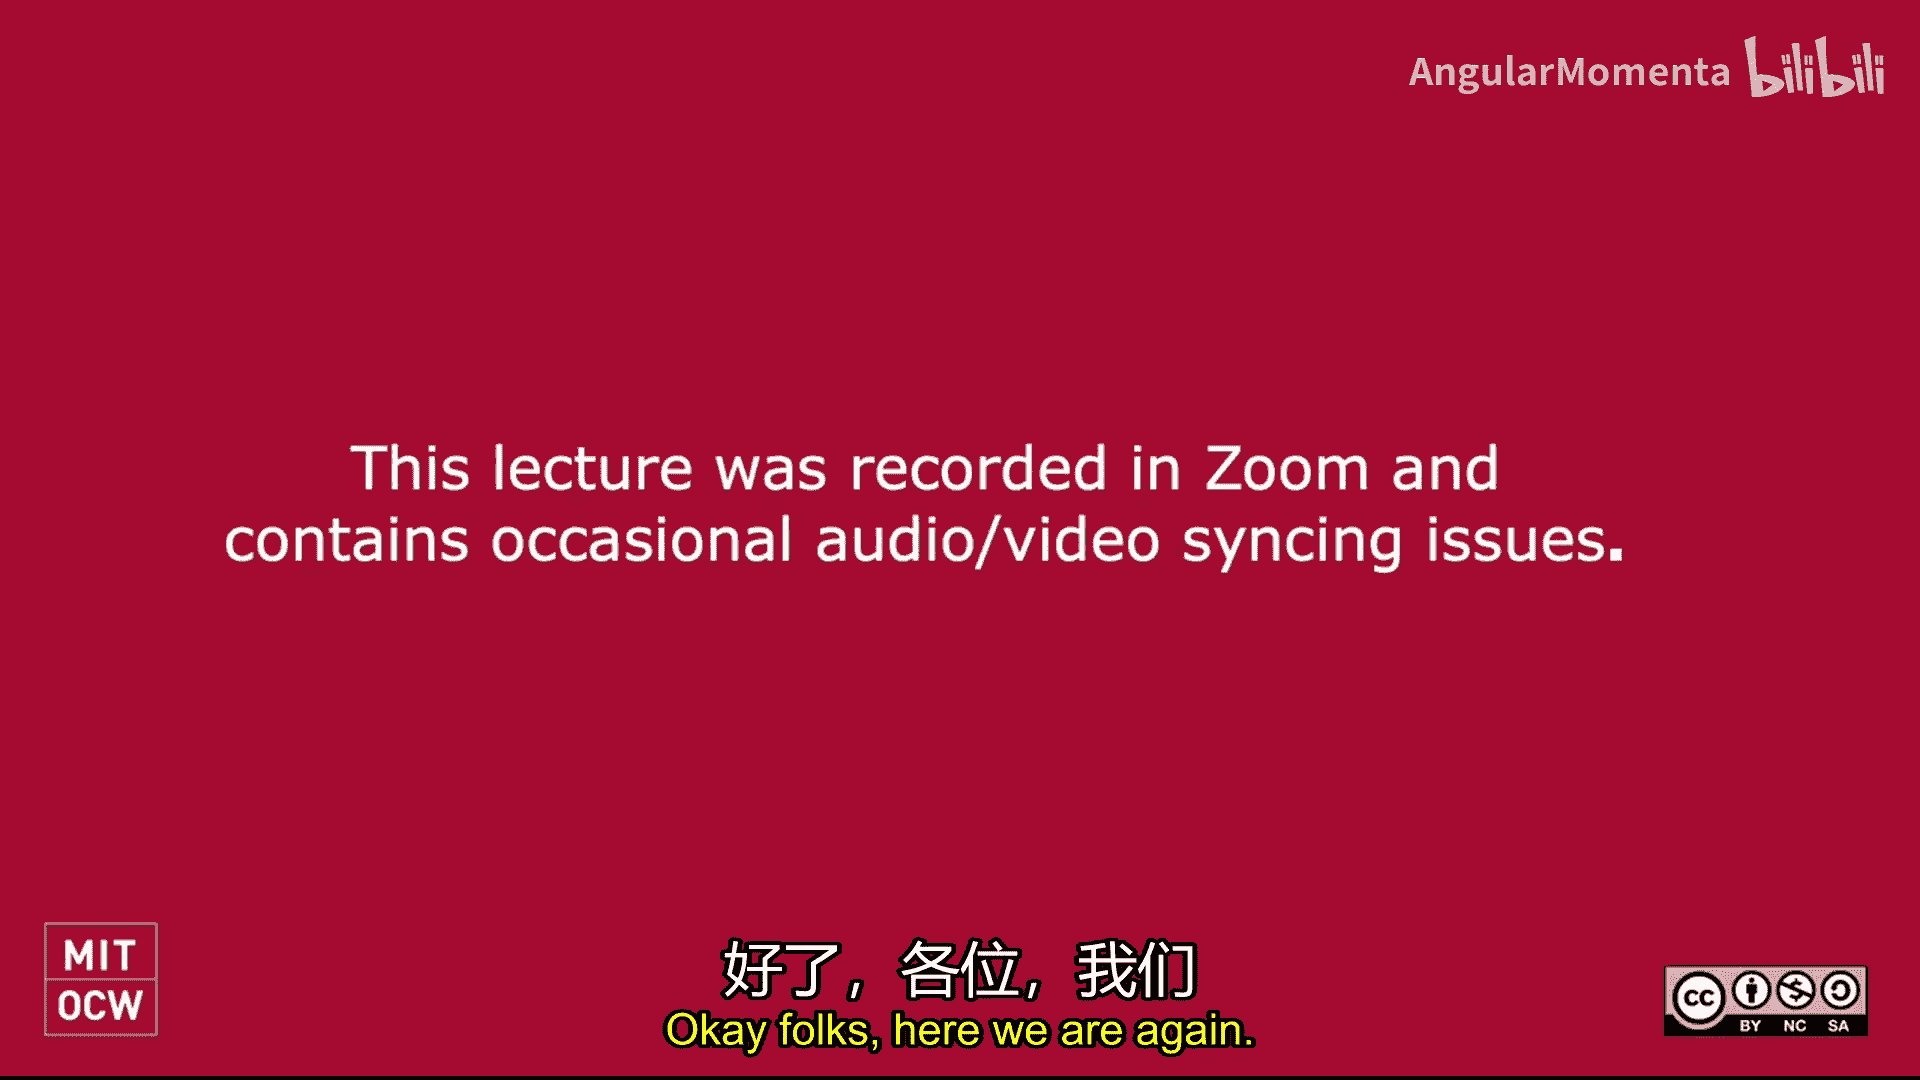 AngularMomenta bilibili
This lecture was recorded in Zoom and
contains occasional audio/video syncing issues.
MIT
OCW
好了，各位，我们
Okay folks, here we are again.
CC
BY NC SA